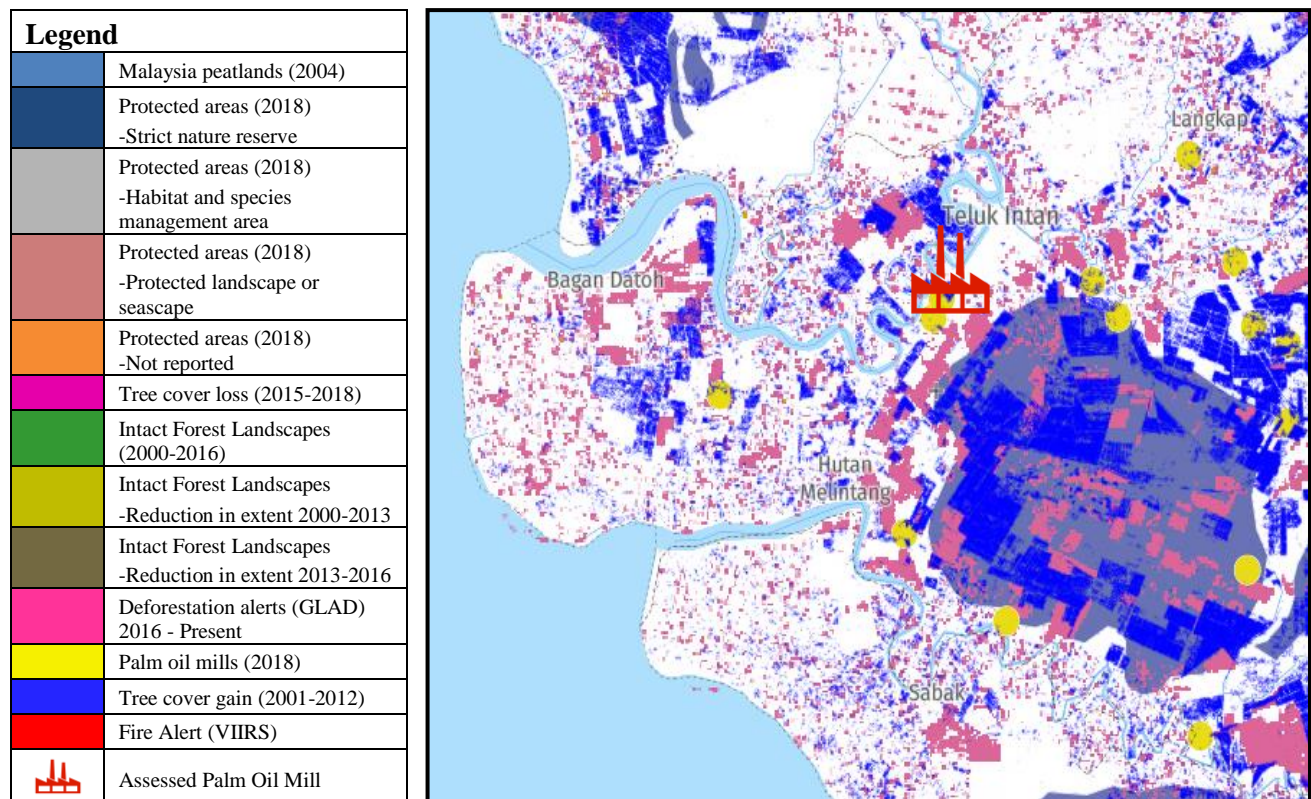 Legend
Malaysia peatlands (2004)
Protected areas (2018)
-Strict nature reserve
Protected areas (2018)
-Habitat and species
management area
Protected areas (2018)
-Protected landscape or
seascape
Protected areas (2018)
-Not reported
Tree cover loss (2015-2018)
Intact Forest Landscapes
(2000-2016)
Intact Forest Landscapes
-Reduction in extent 2000-2013
Intact Forest Landscapes
-Reduction in extent 2013-2016
Deforestation alerts (GLAD)
2016 - Present
Palm oil mills (2018)
Tree cover gain (2001-2012)
Fire Alert (VIIRS)
Assessed Palm Oil Mill
Langkap
Teluk Intan
Bagan Datoh
Hutan
Melintang
Sabak